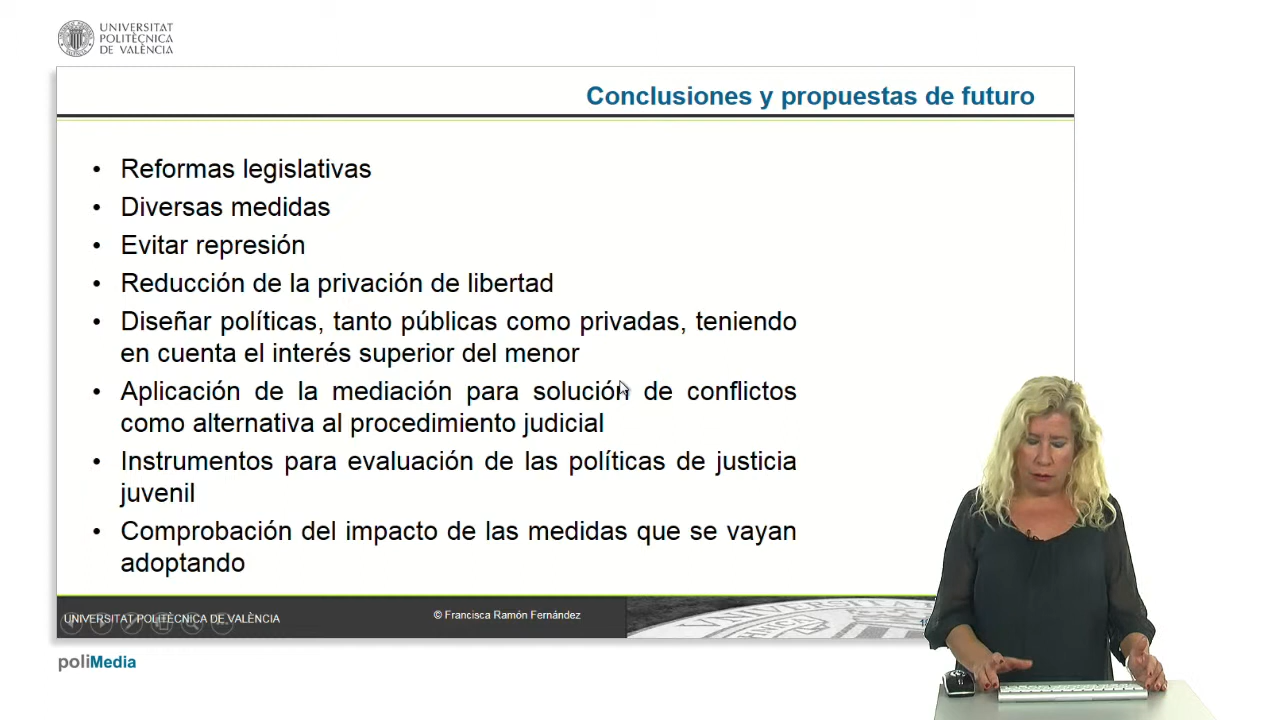 UNIVERSITAT
POLITÈCNICA
DE VALÈNCIA
Conclusiones y propuestas de futuro
• Reformas legislativas
• Diversas medidas
• Evitar represión
• Reducción de la privación de libertad
• Diseñar políticas, tanto públicas como privadas, teniendo
en cuenta el interés superior del menor
• Aplicación de la mediación para solución de conflictos
como alternativa al procedimiento judicial
• Instrumentos para evaluación de las políticas de justicia
juvenil
• Comprobación del impacto de las medidas que se vayan
adoptando
UNIVERSITAT POLITÈCNICA DE VALÈNCIA
© Francisca Ramón Fernández
poliMedia